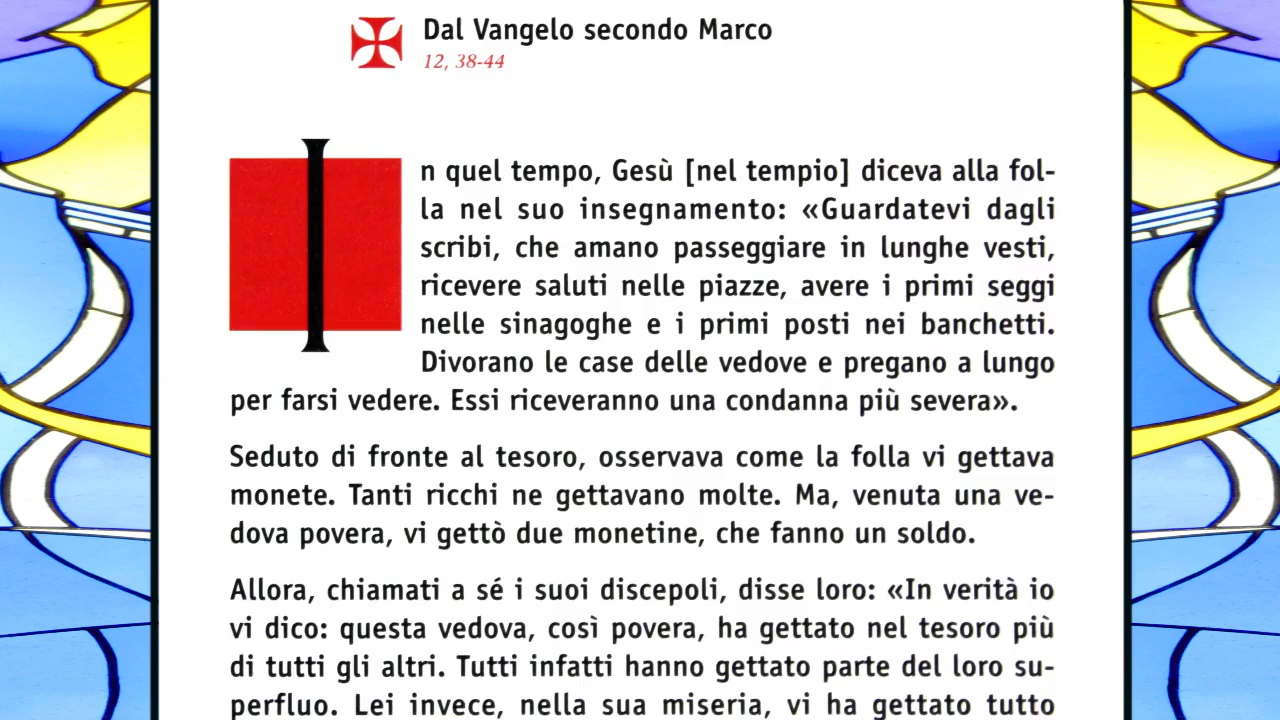 Dal Vangelo secondo Marco
12, 38-44
In quel tempo, Gesù [nel tempio] diceva alla fol-
la nel suo insegnamento: «Guardatevi dagli
scribi, che amano passeggiare in lunghe vesti,
ricevere saluti nelle piazze, avere i primi seggi
nelle sinagoghe e i primi posti nei banchetti.
Divorano le case delle vedove e pregano a lungo
per farsi vedere. Essi riceveranno una condanna più severa».
Seduto di fronte al tesoro, osservava come la folla vi gettava
monete. Tanti ricchi ne gettavano molte. Ma, venuta una ve-
dova povera, vi gettò due monetine, che fanno un soldo.
Allora, chiamati a sé i suoi discepoli, disse loro: «In verità io
vi dico: questa vedova, così povera, ha gettato nel tesoro più
di tutti gli altri. Tutti infatti hanno gettato parte del loro su-
perfluo. Lei invece, nella sua miseria, vi ha gettato tutto